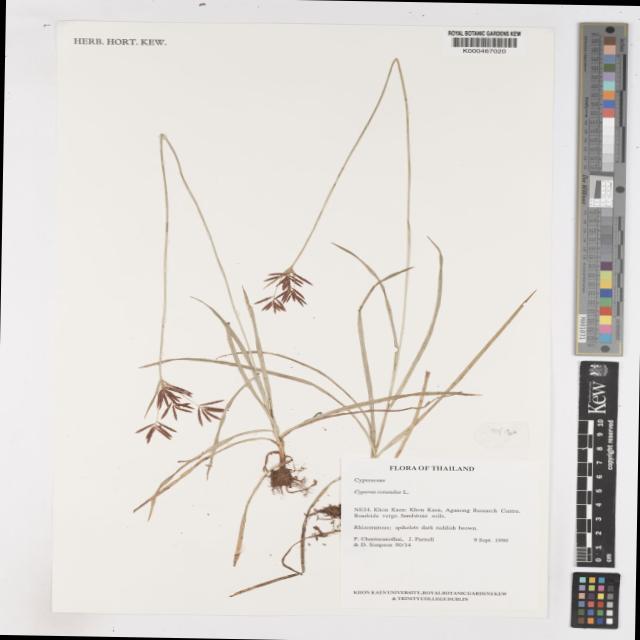 HERB. HORT. KEW.
ROYAL BOTANIC GARDENS KEW
K000467020
FLORA OF THAILAND
Cyperaceae
Cyperus rotundus L.
NE24. Khon Kaen: Khon Kaen, Aganong Research Centre.
Roadside verge. Sandstone soils.
Rhizomatous; spikelets dark reddish brown.
J. Parnell 9 Sept. 1990
& D. Simpson 90/14
KHON KAEN UNIVERSITY, ROYAL BOTANIC GARDENS KEW
& TRINITY COLLEGE DUBLIN
Kew
copyright reserved
0 1 2 3 4 5 6 7 8 9 10
cm